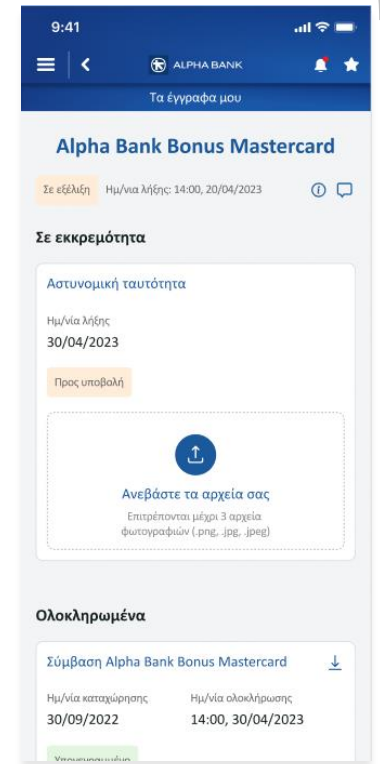 9:41
ALPHA BANK
Τα έγγραφα μου
Alpha Bank Bonus Mastercard
Σε εξέλιξη Ημ/νια λήξης: 14:00, 20/04/2023
Σε εκκρεμότητα
Αστυνομική ταυτότητα
Ημ/νία λήξης
30/04/2023
Προς υποβολή
Ανεβάστε τα αρχεία σας
Επιτρέπονται μέχρι 3 αρχεία
φωτογραφιών (.png, .jpg, .jpeg)
Ολοκληρωμένα
Σύμβαση Alpha Bank Bonus Mastercard
Ημ/νία καταχώρησης Ημ/νία ολοκλήρωσης
30/09/2022 14:00, 30/04/2023